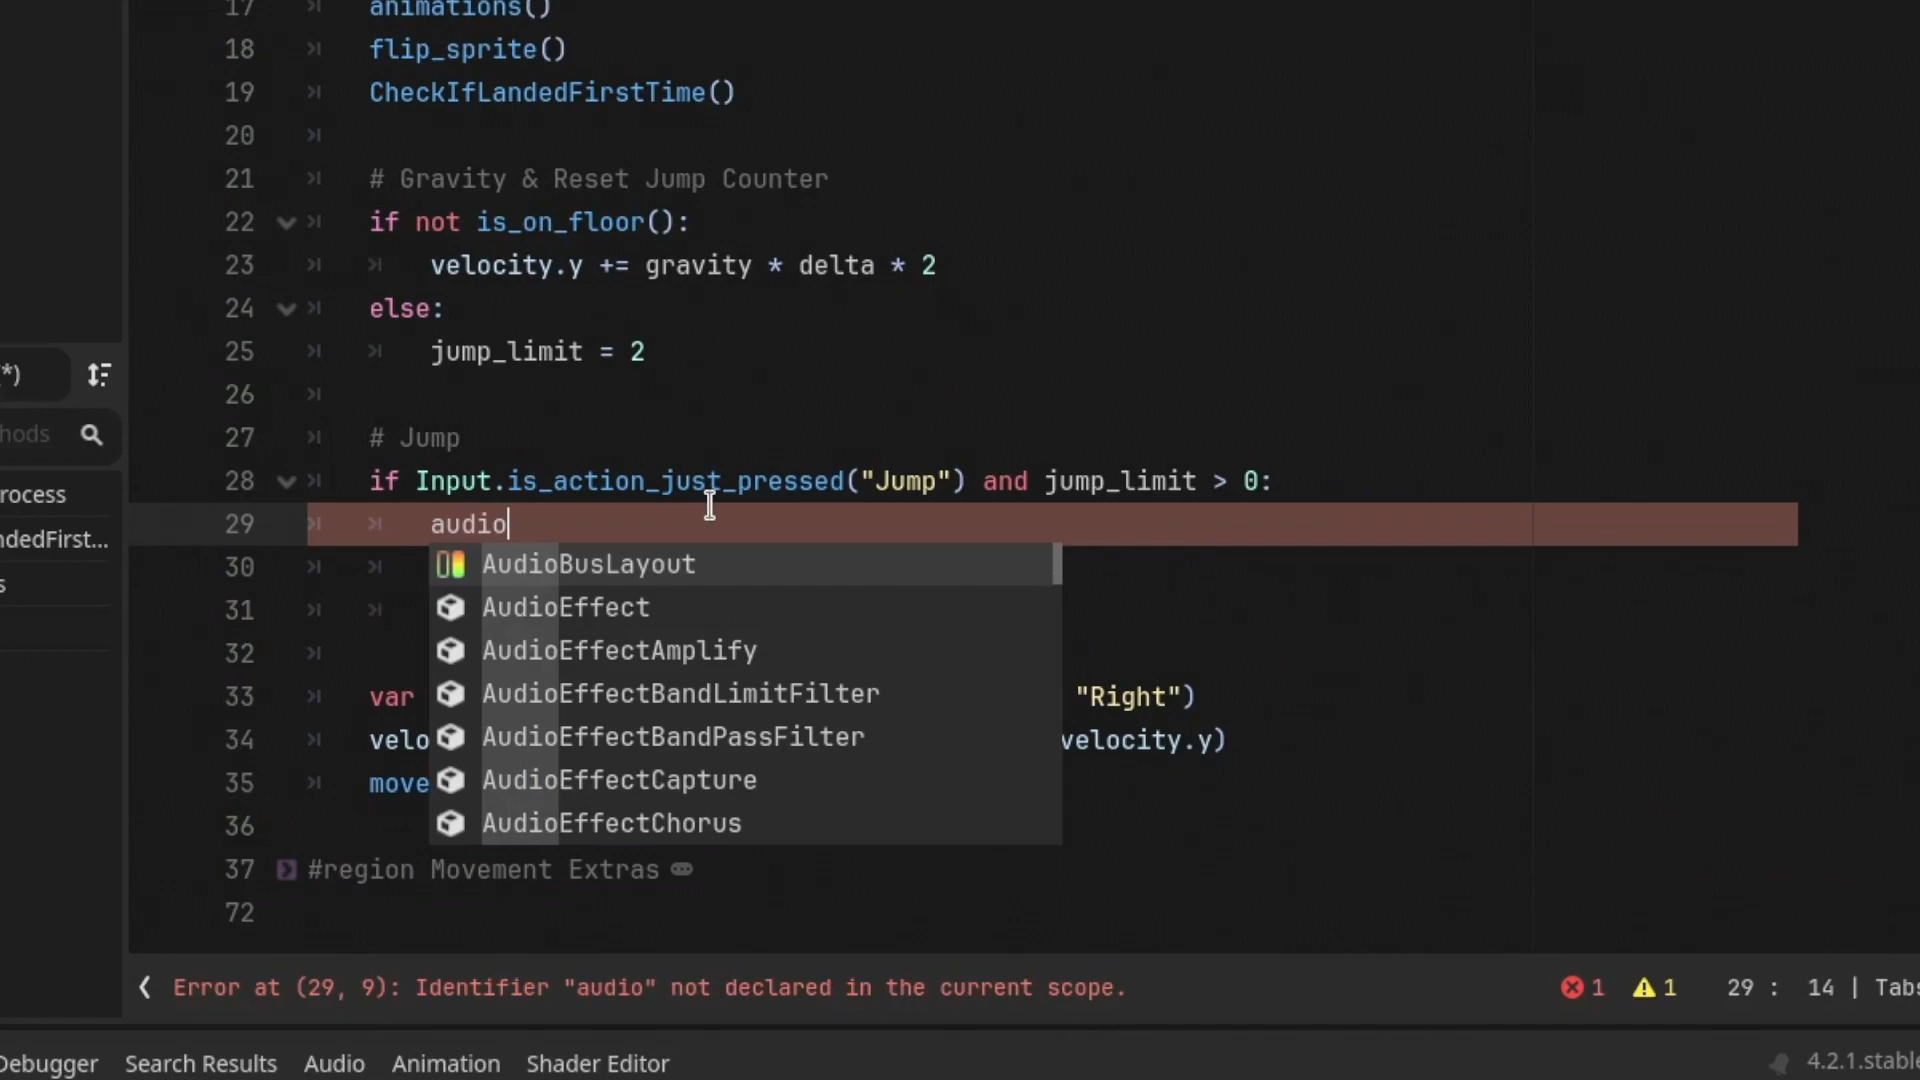 17 animations()
18 flip_sprite()
19 CheckIfLandedFirstTime()
20
21 # Gravity & Reset Jump Counter
22 if not is_on_floor():
23 velocity.y += gravity * delta * 2
24 else:
25 jump_limit = 2
26
27 # Jump
28 if Input.is_action_just_pressed("Jump") and jump_limit > 0:
29 audio
30
31
32
33 var "Right")
34 velo velocity.y)
35 move
36
37 #region Movement Extras
72
AudioBusLayout
AudioEffect
AudioEffectAmplify
AudioEffectBandLimitFilter
AudioEffectBandPassFilter
AudioEffectCapture
AudioEffectChorus
*)
hods
rocess
ndedFirst...
s
Error at (29, 9): Identifier "audio" not declared in the current scope.
1 1 29 : 14 | Tabs
Debugger Search Results Audio Animation Shader Editor
4.2.1.stable